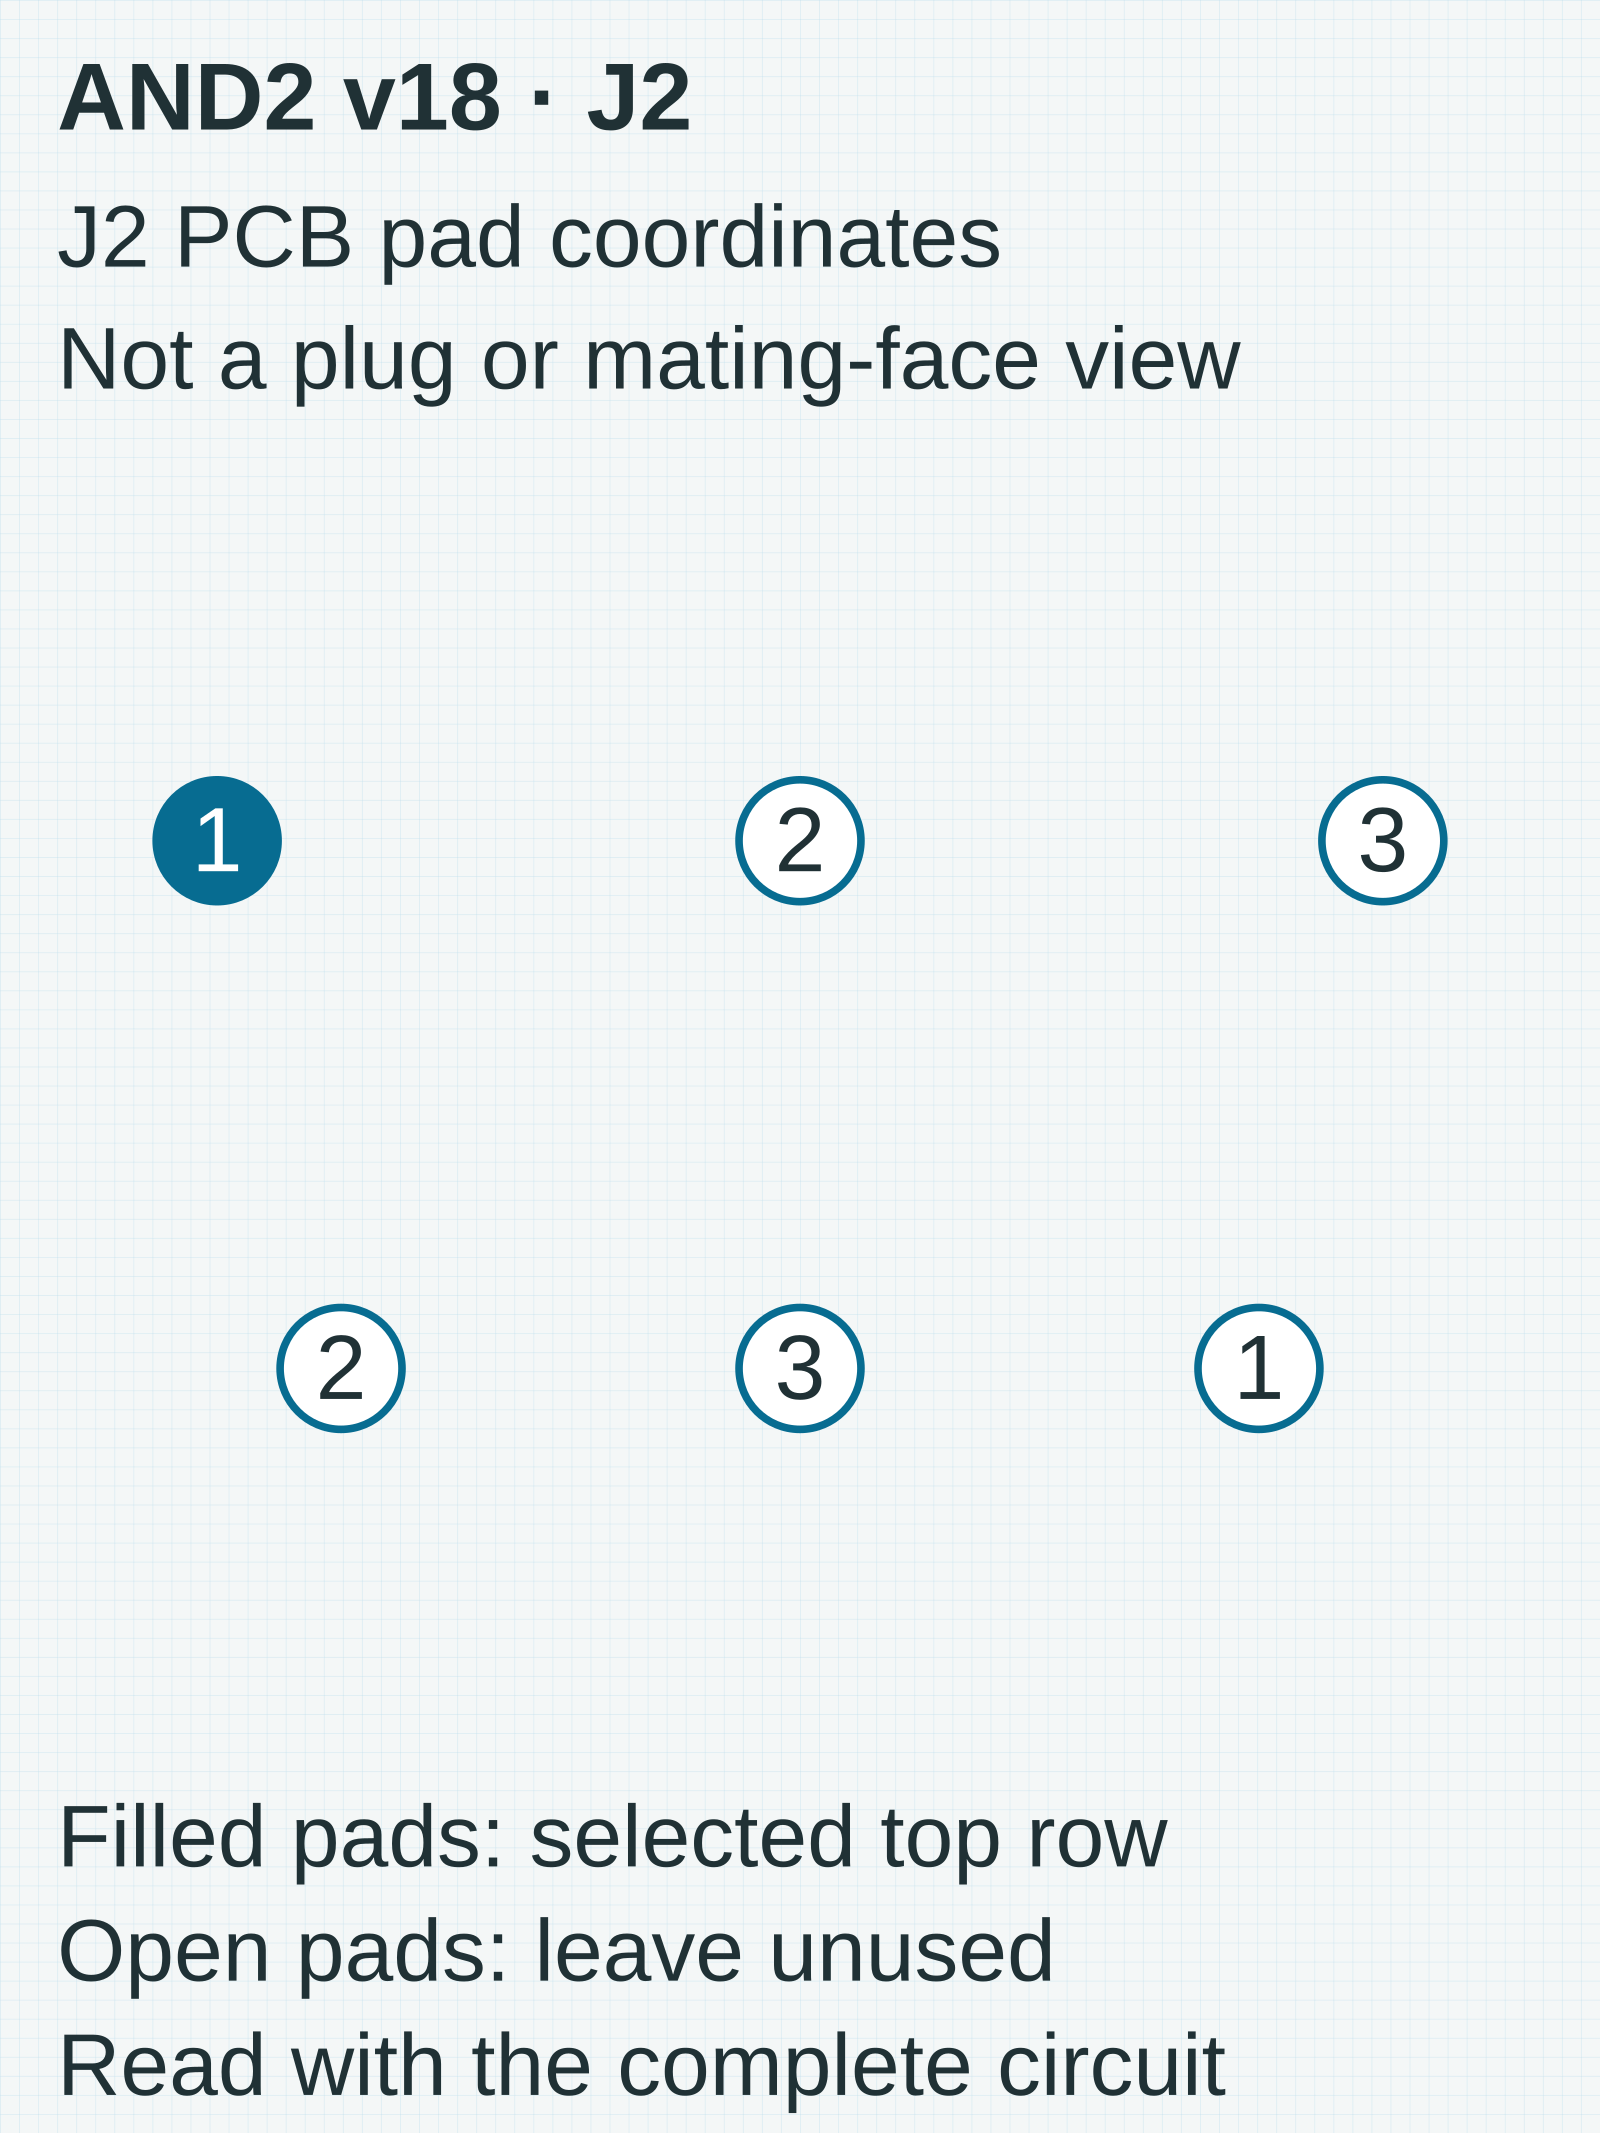 AND2 v18 · J2
J2 PCB pad coordinates
Not a plug or mating-face view
1 2 3
2 3 1
Filled pads: selected top row
Open pads: leave unused
Read with the complete circuit